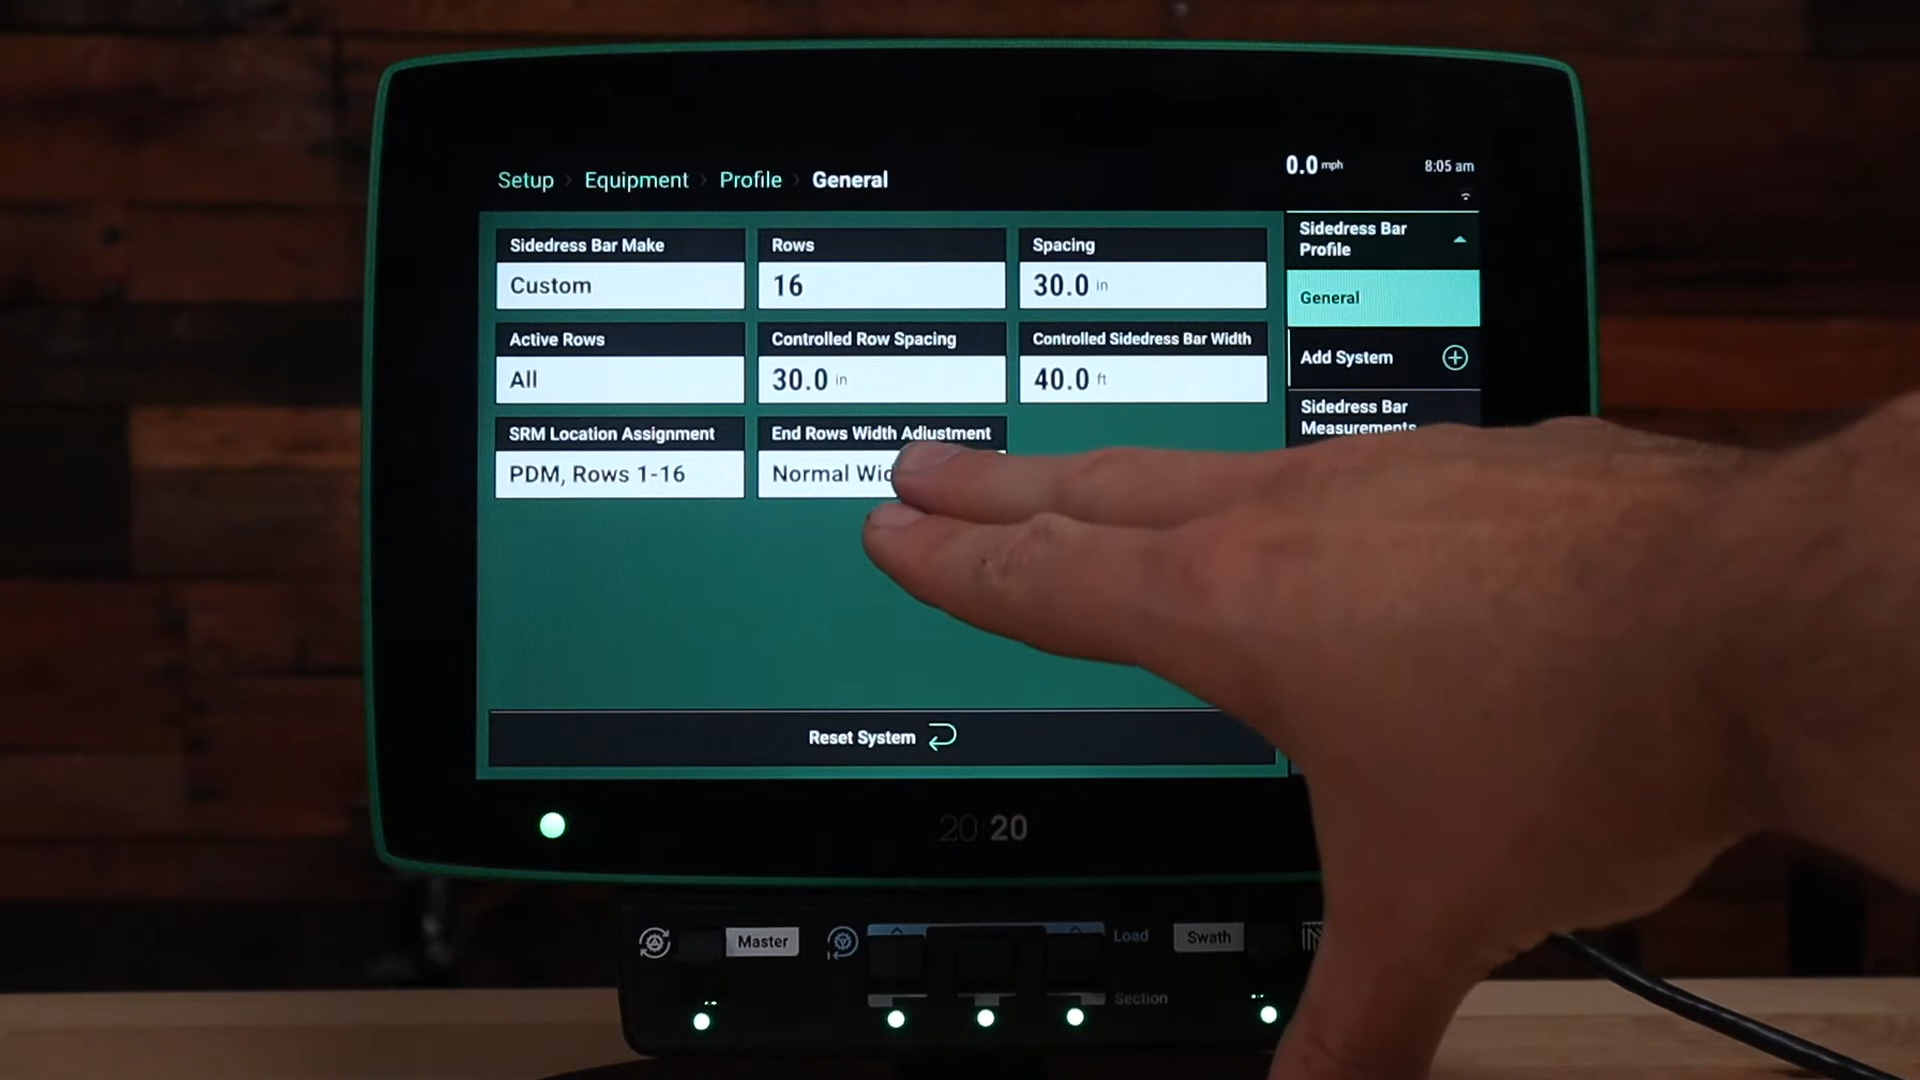 Setup > Equipment > Profile > General
0.0 mph
8:05 am
Sidedress Bar Make
Custom
Rows
16
Spacing
30.0 in
Active Rows
All
Controlled Row Spacing
30.0 in
Controlled Sidedress Bar Width
40.0 ft
SRM Location Assignment
PDM, Rows 1-16
End Rows Width Adjustment
Normal Wid
Reset System
Sidedress Bar
Profile
General
Add System
Sidedress Bar
Measurements
20|20
Master
Load
Section
Swath